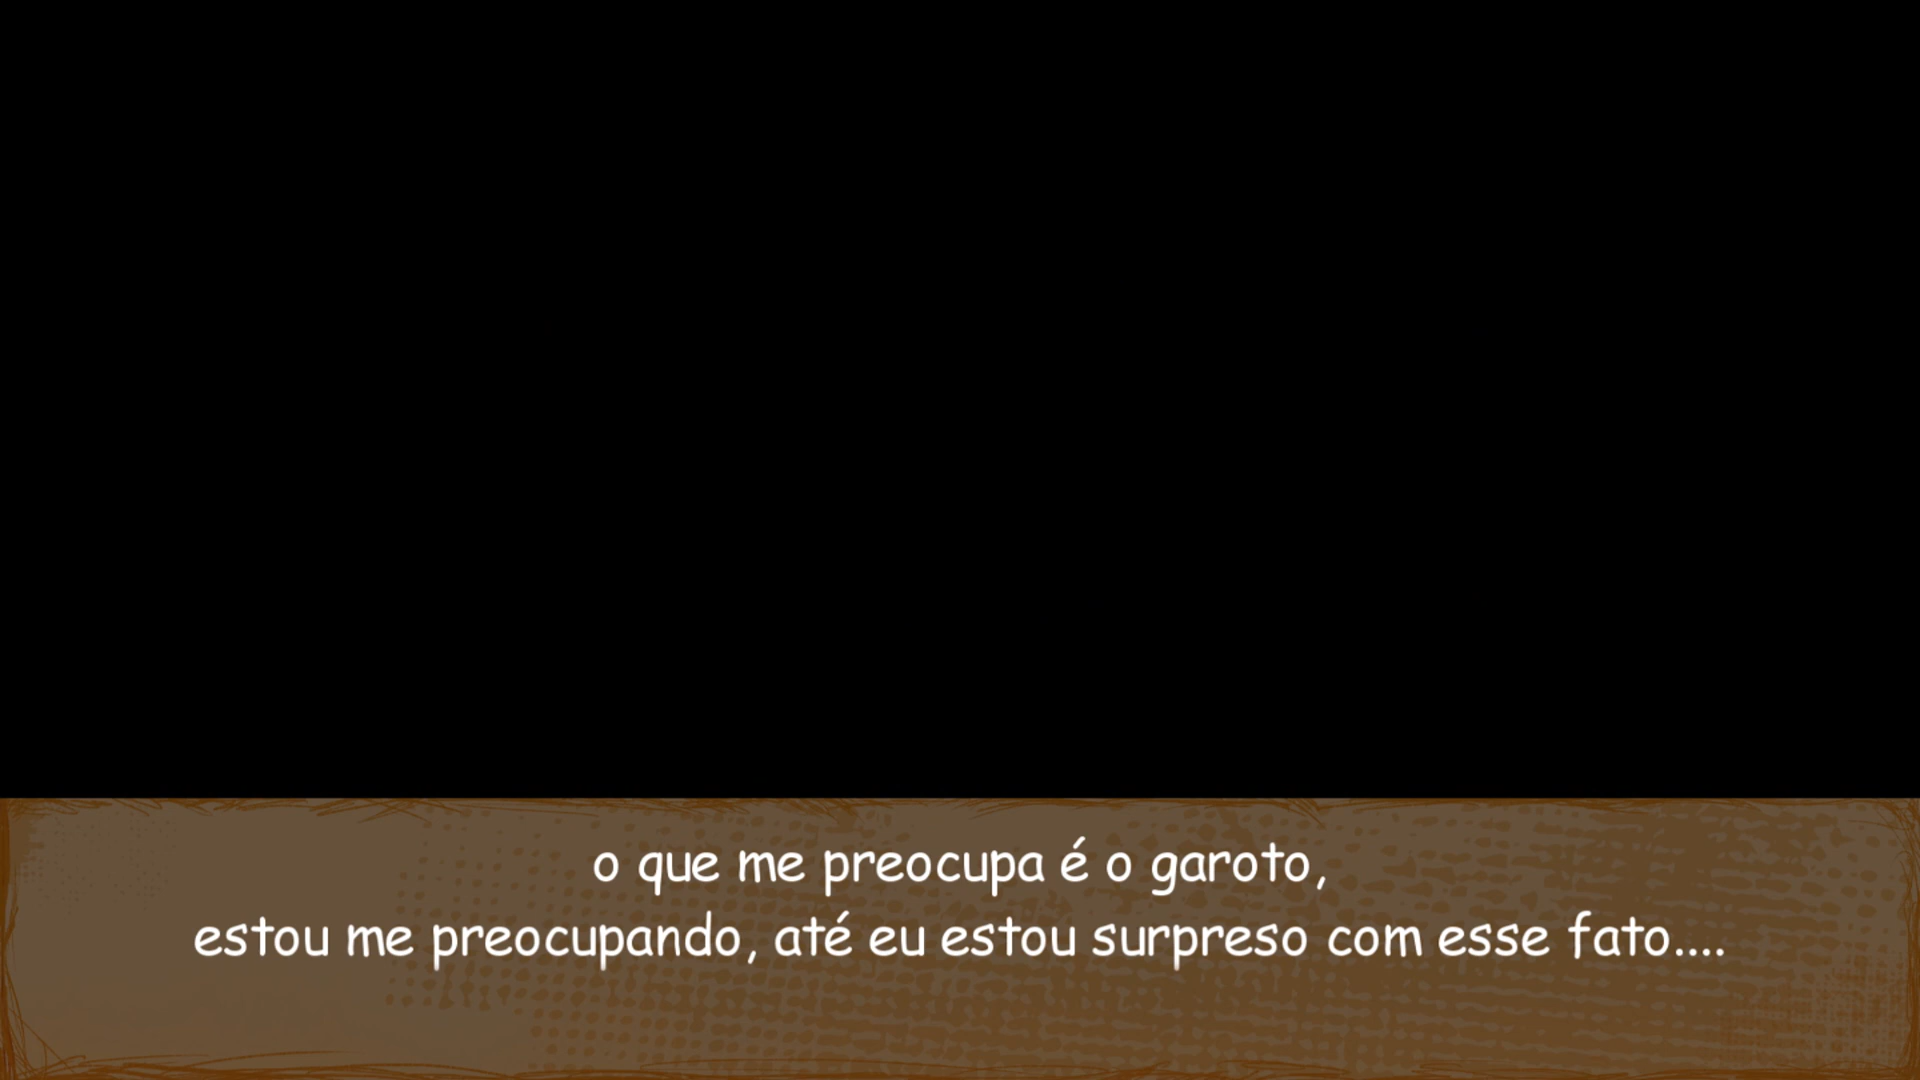 o que me preocupa é o garoto,
estou me preocupando, até eu estou surpreso com esse fato....